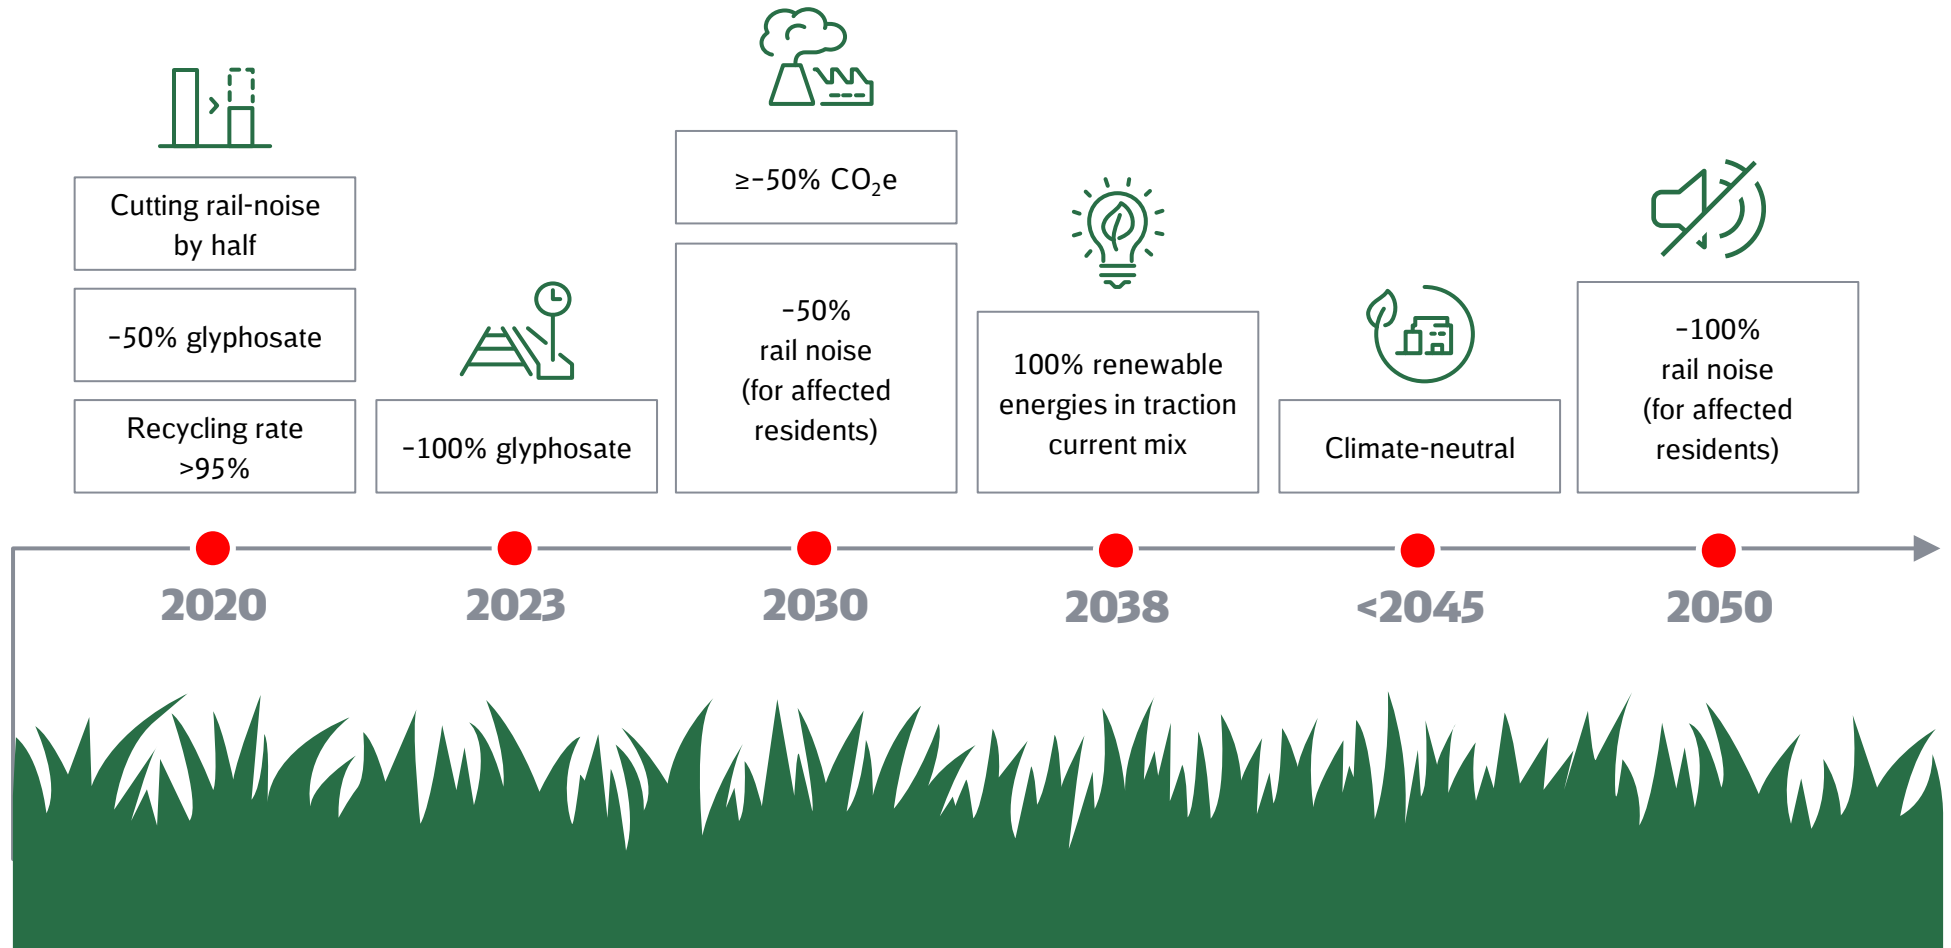 Cutting rail-noise
by half
-50% glyphosate
Recycling rate
>95%
-100% glyphosate
≥-50% CO₂e
-50%
rail noise
(for affected
residents)
100% renewable
energies in traction
current mix
Climate-neutral
-100%
rail noise
(for affected
residents)
2020
2023
2030
2038
<2045
2050